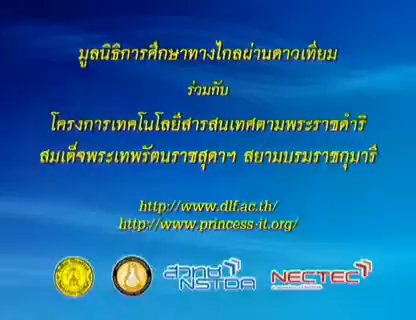 มูลนิธิการศึกษาทางไกลผ่านดาวเทียม
ร่วมกับ
โครงการเทคโนโลยีสารสนเทศตามพระราชดำริ
สมเด็จพระเทพรัตนราชสุดาฯ สยามบรมราชกุมารี
http://www.dlf.ac.th/
http://www.princess-it.org/
สวทช
NSTDA
NECTEC